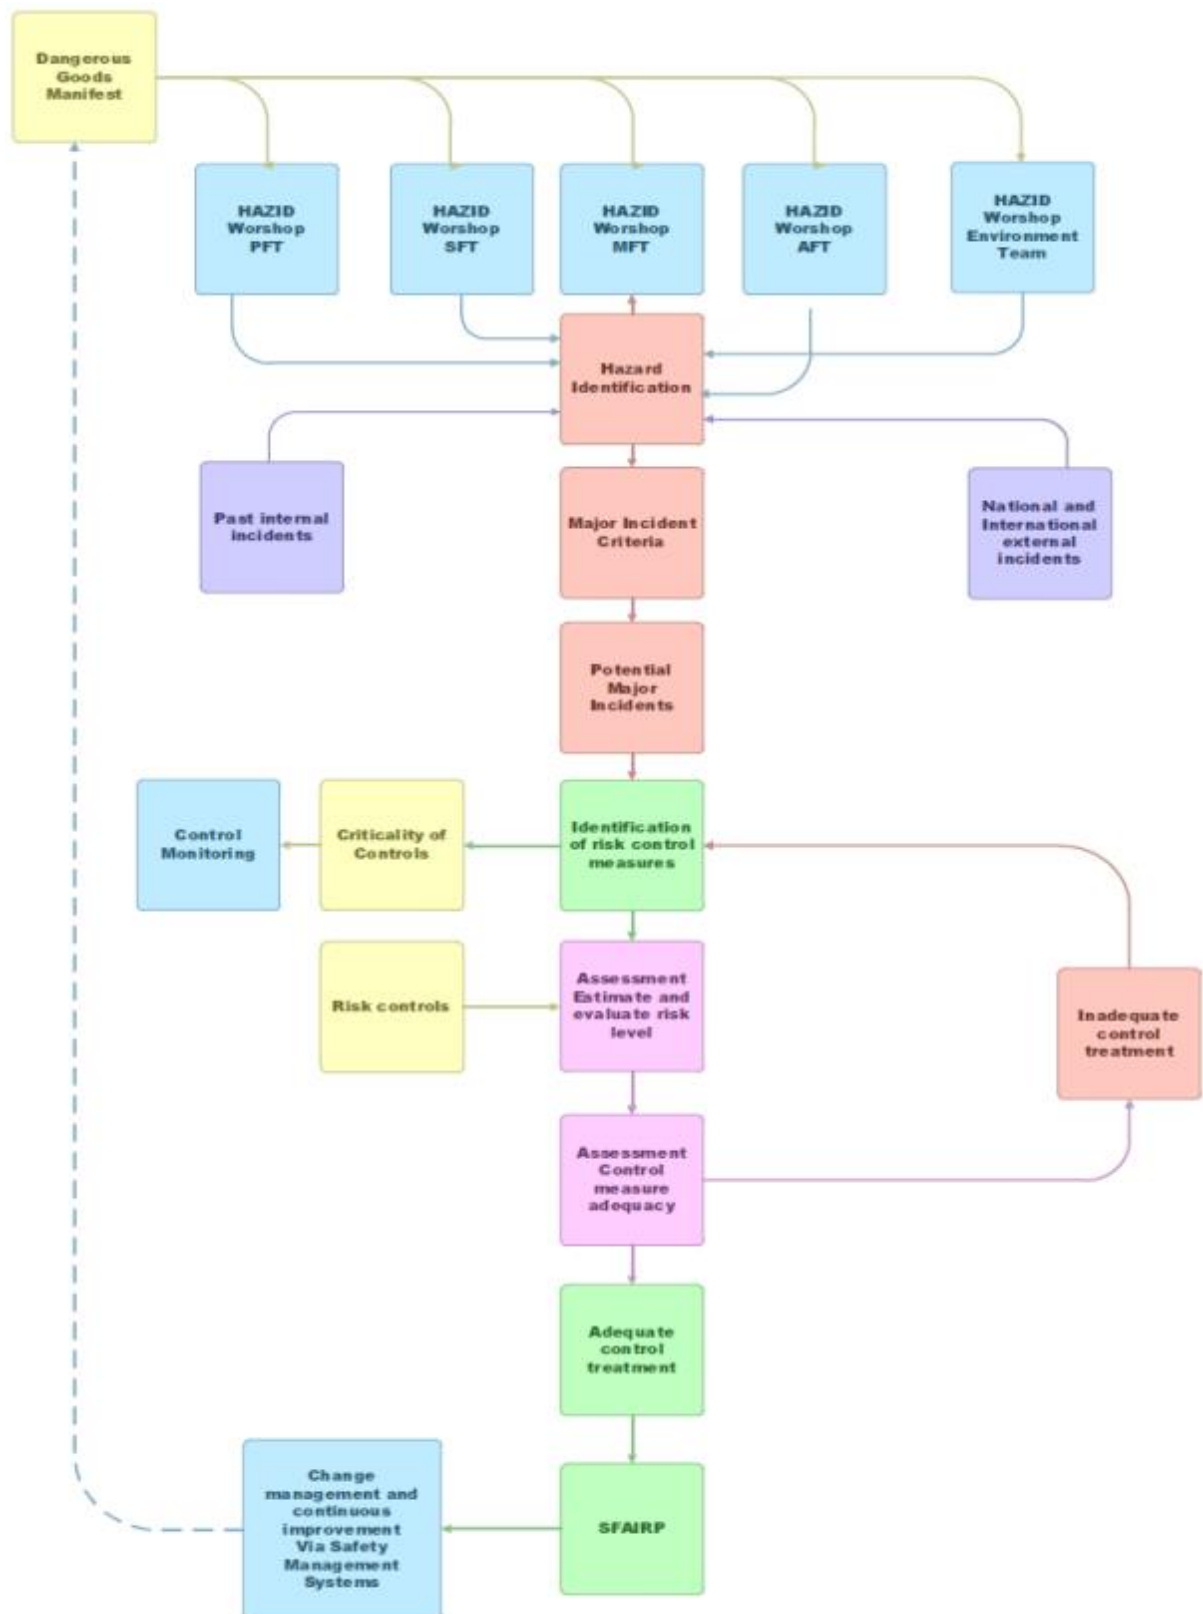 Dangerous
Goods
Manifest
HAZID
Worshop
PFT
HAZID
Worshop
SFT
HAZID
Worshop
MFT
HAZID
Worshop
AFT
HAZID
Worshop
Environment
Team
Hazard
Identification
Past internal
incidents
Major Incident
Criteria
National and
International
external
incidents
Potential
Major
Incidents
Control
Monitoring
Criticality of
Controls
Identification
of risk control
measures
Risk controls
Assessment
Estimate and
evaluate risk
level
Inadequate
control
treatment
Assessment
Control
measure
adequacy
Adequate
control
treatment
Change
management and
continuous
improvement
Via Safety
Management
Systems
SFAIRP